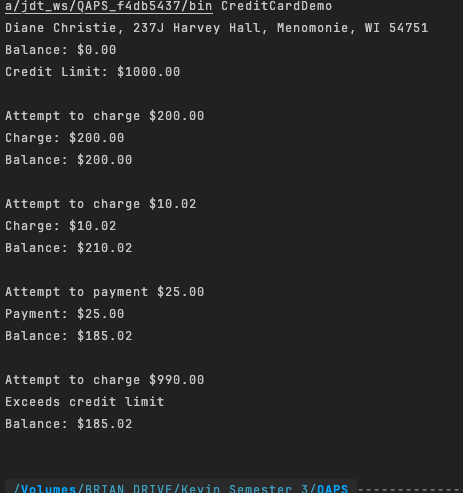 a/jdt_ws/QAPS_f4db5437/bin CreditCardDemo
Diane Christie, 237J Harvey Hall, Menomonie, WI 54751
Balance: $0.00
Credit Limit: $1000.00
Attempt to charge $200.00
Charge: $200.00
Balance: $200.00
Attempt to charge $10.02
Charge: $10.02
Balance: $210.02
Attempt to payment $25.00
Payment: $25.00
Balance: $185.02
Attempt to charge $990.00
Exceeds credit limit
Balance: $185.02
/Volumes/BRIAN DRIVE/Kevin Semester 3/QAPS -------------